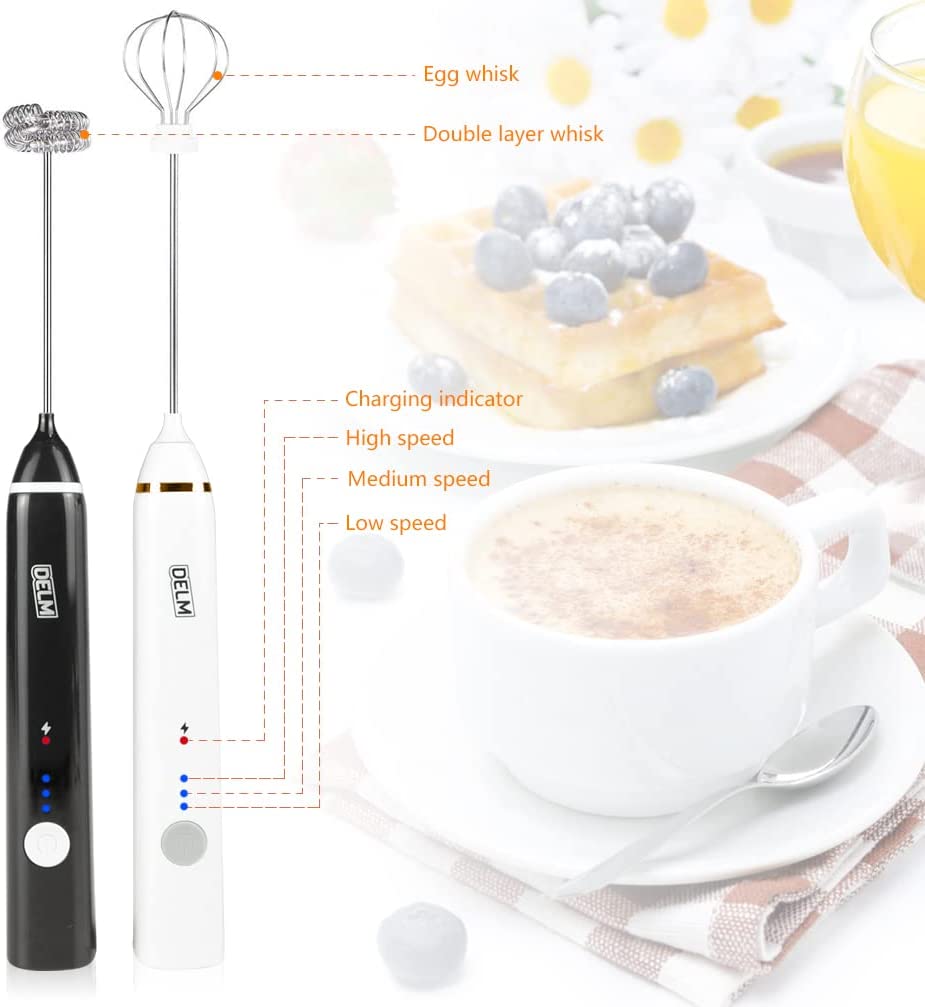 Egg whisk
Double layer whisk
Charging indicator
High speed
Medium speed
Low speed
DELM
DELM